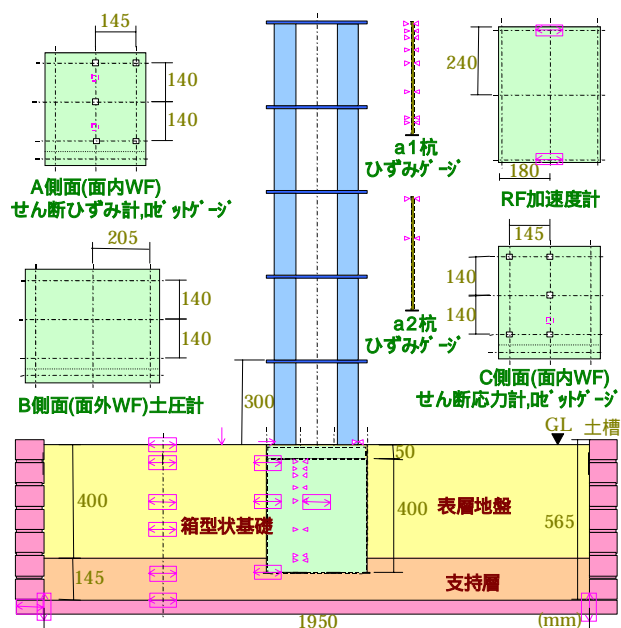 145
140
140
A側面(面内WF)
せん断ひずみ計,ﾛｾﾞｯﾄｹﾞｰｼﾞ
205
140
140
B側面(面外WF)土圧計
a1杭
ひずみｹﾞｰｼﾞ
a2杭
ひずみｹﾞｰｼﾞ
240
180
RF加速度計
145
140
140
C側面(面内WF)
せん断応力計,ﾛｾﾞｯﾄｹﾞｰｼﾞ
300
GL
土槽
50
400
箱型状基礎
400
表層地盤
565
145
支持層
1950
(mm)